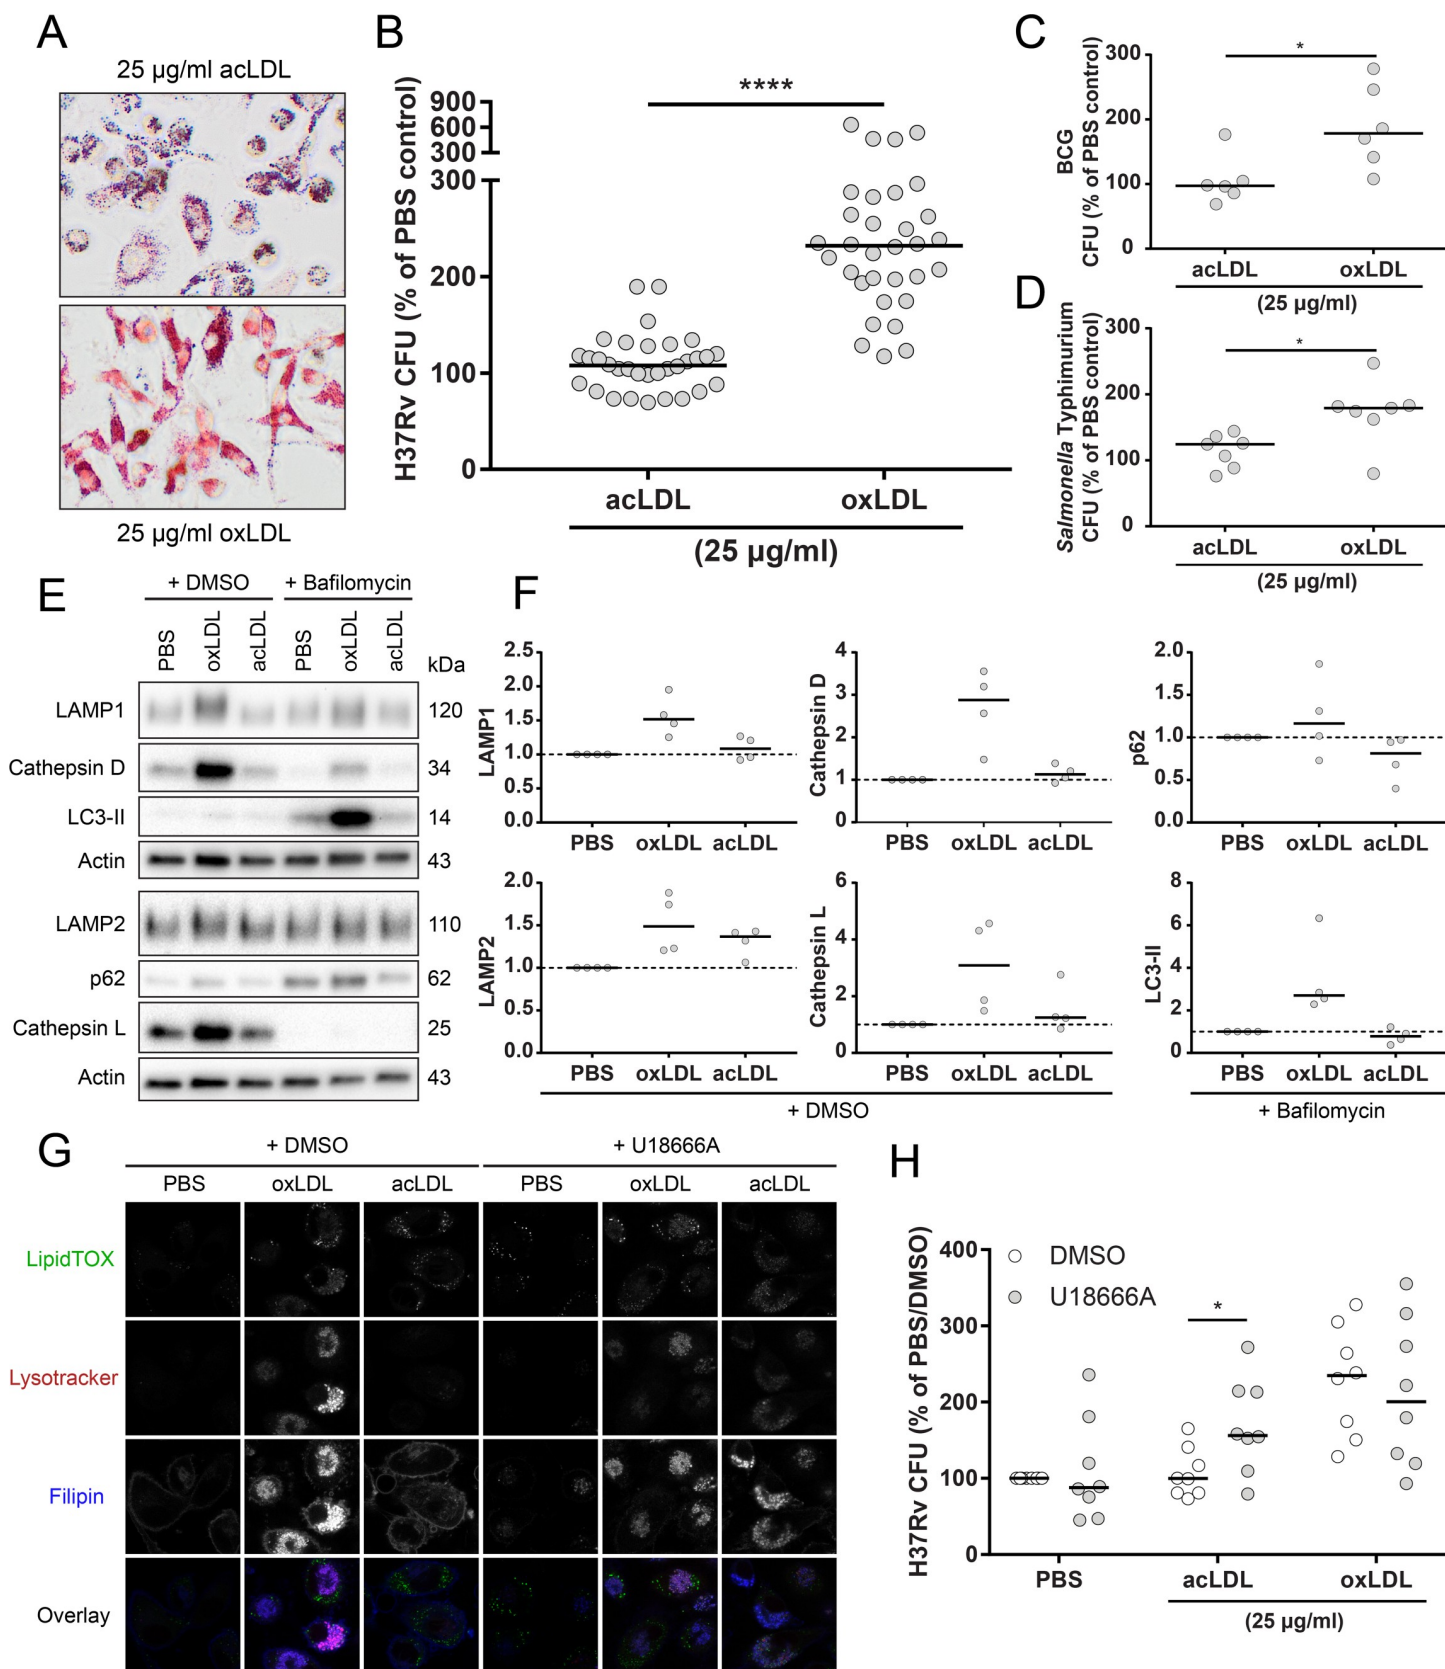 A
25 µg/ml acLDL
25 µg/ml oxLDL
B
H37Rv CFU (% of PBS control)
900
600
300
300
200
100
0
****
acLDL
oxLDL
(25 µg/ml)
C
BCG
CFU (% of PBS control)
300
200
100
0
*
acLDL
oxLDL
(25 µg/ml)
D
Salmonella Typhimurium
CFU (% of PBS control)
300
200
100
0
*
acLDL
oxLDL
(25 µg/ml)
E
+ DMSO
+ Bafilomycin
PBS
oxLDL
acLDL
PBS
oxLDL
acLDL
kDa
LAMP1
120
Cathepsin D
34
LC3-II
14
Actin
43
LAMP2
110
p62
62
Cathepsin L
25
Actin
43
F
LAMP1
2.5
2.0
1.5
1.0
0.5
0.0
PBS
oxLDL
acLDL
Cathepsin D
4
3
2
1
0
PBS
oxLDL
acLDL
p62
2.0
1.5
1.0
0.5
0.0
PBS
oxLDL
acLDL
LAMP2
2.0
1.5
1.0
0.5
0.0
PBS
oxLDL
acLDL
Cathepsin L
6
4
2
0
PBS
oxLDL
acLDL
+ DMSO
LC3-II
8
6
4
2
0
PBS
oxLDL
acLDL
+ Bafilomycin
G
+ DMSO
+ U18666A
PBS
oxLDL
acLDL
PBS
oxLDL
acLDL
LipidTOX
Lysotracker
Filipin
Overlay
H
H37Rv CFU (% of PBS/DMSO)
400
300
200
100
0
DMSO
U18666A
*
PBS
acLDL
oxLDL
(25 µg/ml)